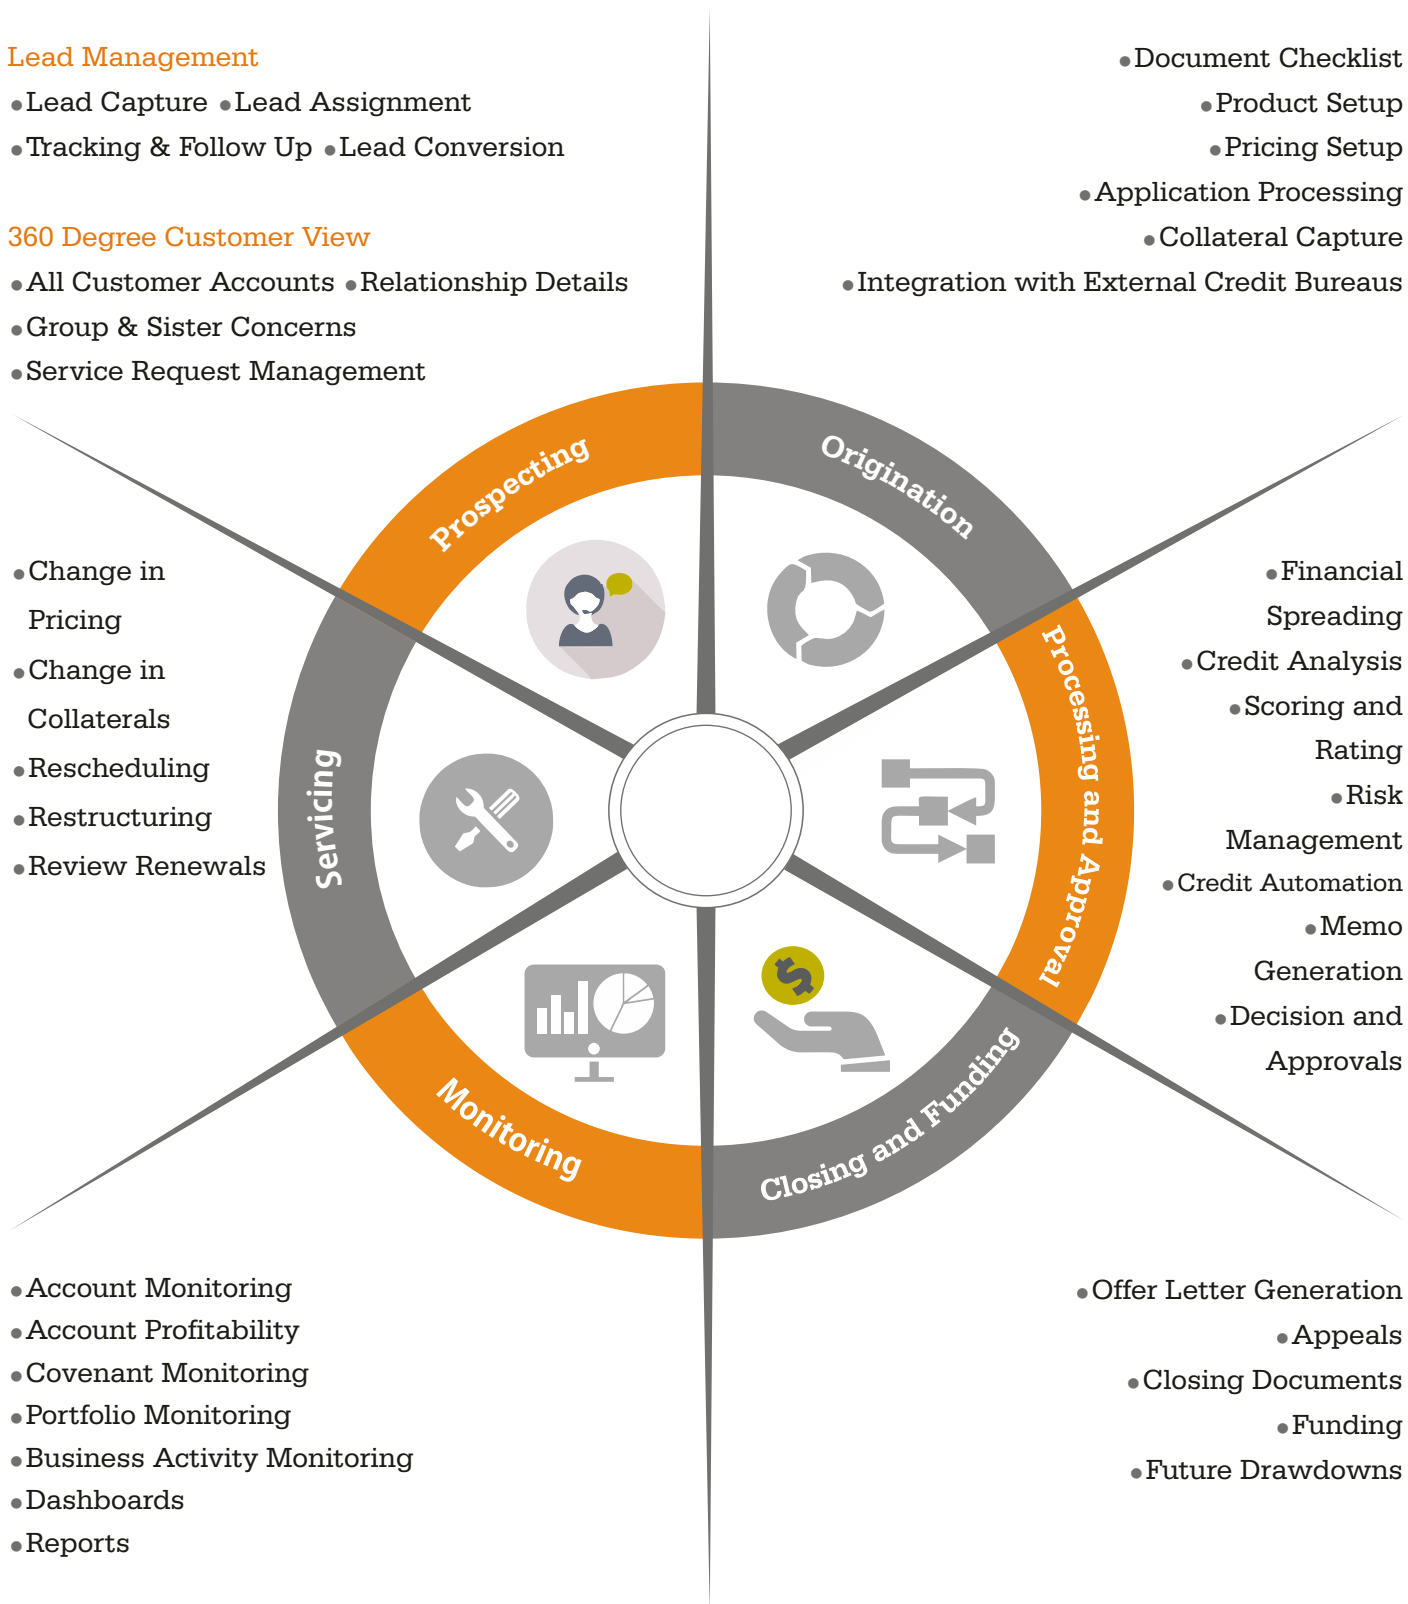 Lead Management
•Lead Capture •Lead Assignment
•Tracking & Follow Up •Lead Conversion
360 Degree Customer View
•All Customer Accounts •Relationship Details
•Group & Sister Concerns
•Service Request Management
•Document Checklist
•Product Setup
•Pricing Setup
•Application Processing
•Collateral Capture
•Integration with External Credit Bureaus
Prospecting
Origination
•Change in
Pricing
•Change in
Collaterals
•Rescheduling
•Restructuring
•Review Renewals
Servicing
Processing and Approval
•Financial
Spreading
•Credit Analysis
•Scoring and
Rating
•Risk
Management
•Credit Automation
•Memo
Generation
•Decision and
Approvals
$
Monitoring
Closing and Funding
•Account Monitoring
•Account Profitability
•Covenant Monitoring
•Portfolio Monitoring
•Business Activity Monitoring
•Dashboards
•Reports
•Offer Letter Generation
•Appeals
•Closing Documents
•Funding
•Future Drawdowns